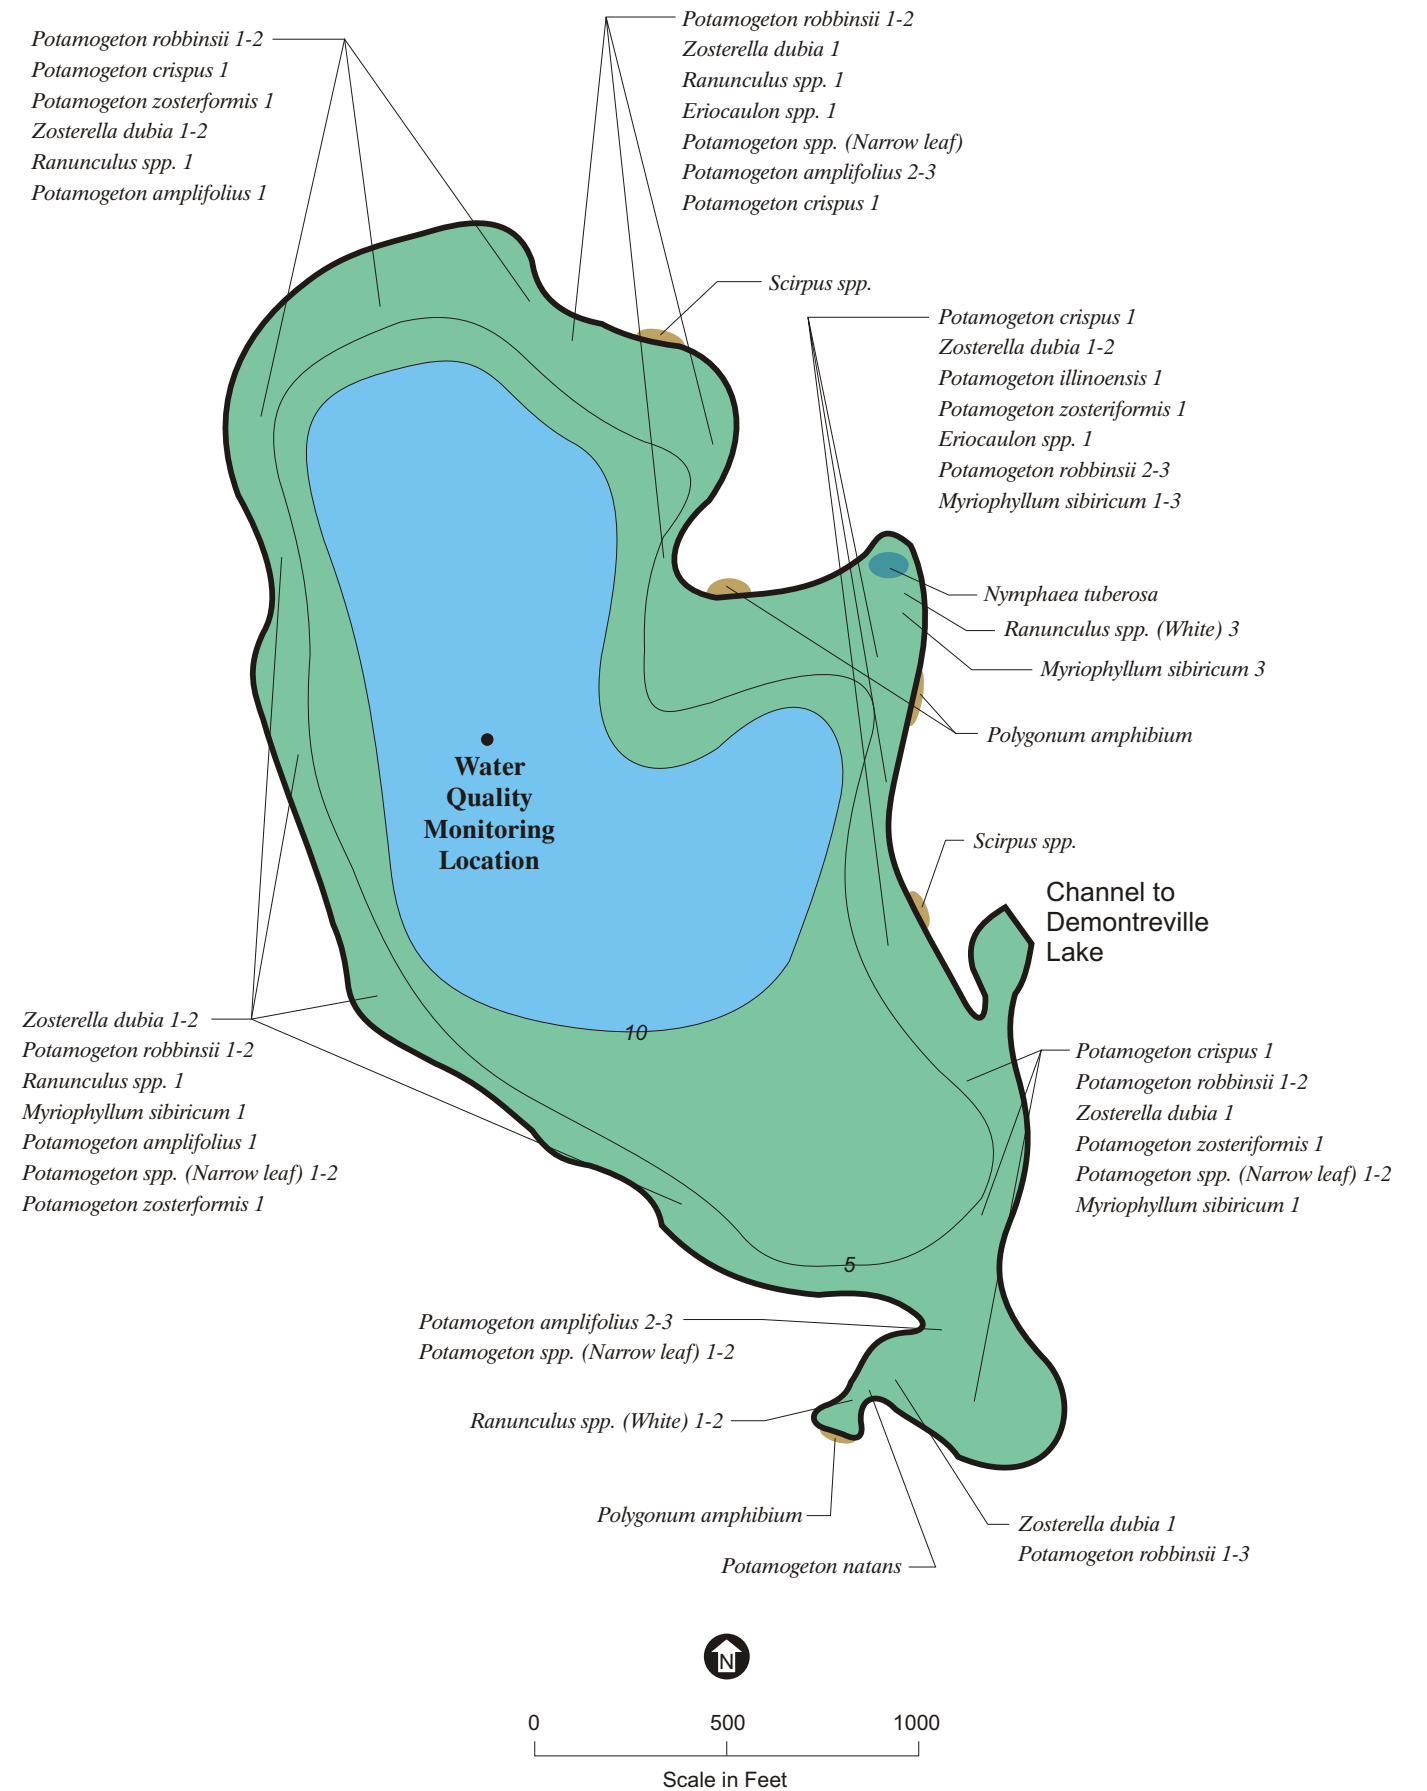 Potamogeton robbinsii 1-2
Potamogeton crispus 1
Potamogeton zosterformis 1
Zosterella dubia 1-2
Ranunculus spp. 1
Potamogeton amplifolius 1
Potamogeton robbinsii 1-2
Zosterella dubia 1
Ranunculus spp. 1
Eriocaulon spp. 1
Potamogeton spp. (Narrow leaf)
Potamogeton amplifolius 2-3
Potamogeton crispus 1
Scirpus spp.
Potamogeton crispus 1
Zosterella dubia 1-2
Potamogeton illinoensis 1
Potamogeton zosteriformis 1
Eriocaulon spp. 1
Potamogeton robbinsii 2-3
Myriophyllum sibiricum 1-3
Nymphaea tuberosa
Ranunculus spp. (White) 3
Myriophyllum sibiricum 3
Polygonum amphibium
Water
Quality
Monitoring
Location
Scirpus spp.
Channel to
Demontreville
Lake
10
Zosterella dubia 1-2
Potamogeton robbinsii 1-2
Ranunculus spp. 1
Myriophyllum sibiricum 1
Potamogeton amplifolius 1
Potamogeton spp. (Narrow leaf) 1-2
Potamogeton zosterformis 1
Potamogeton crispus 1
Potamogeton robbinsii 1-2
Zosterella dubia 1
Potamogeton zosteriformis 1
Potamogeton spp. (Narrow leaf) 1-2
Myriophyllum sibiricum 1
5
Potamogeton amplifolius 2-3
Potamogeton spp. (Narrow leaf) 1-2
Ranunculus spp. (White) 1-2
Polygonum amphibium
Potamogeton natans
Zosterella dubia 1
Potamogeton robbinsii 1-3
N
0 500 1000
Scale in Feet